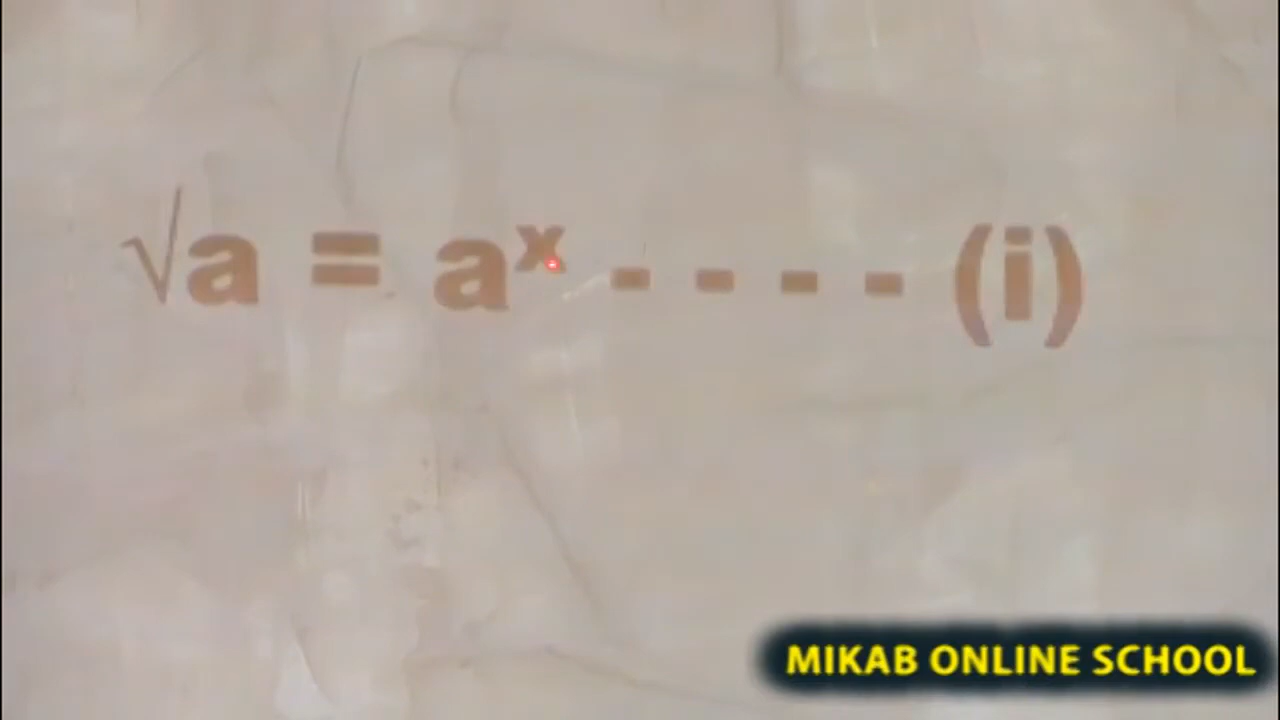 √a = aˣ - - - - (i)
MIKAB ONLINE SCHOOL